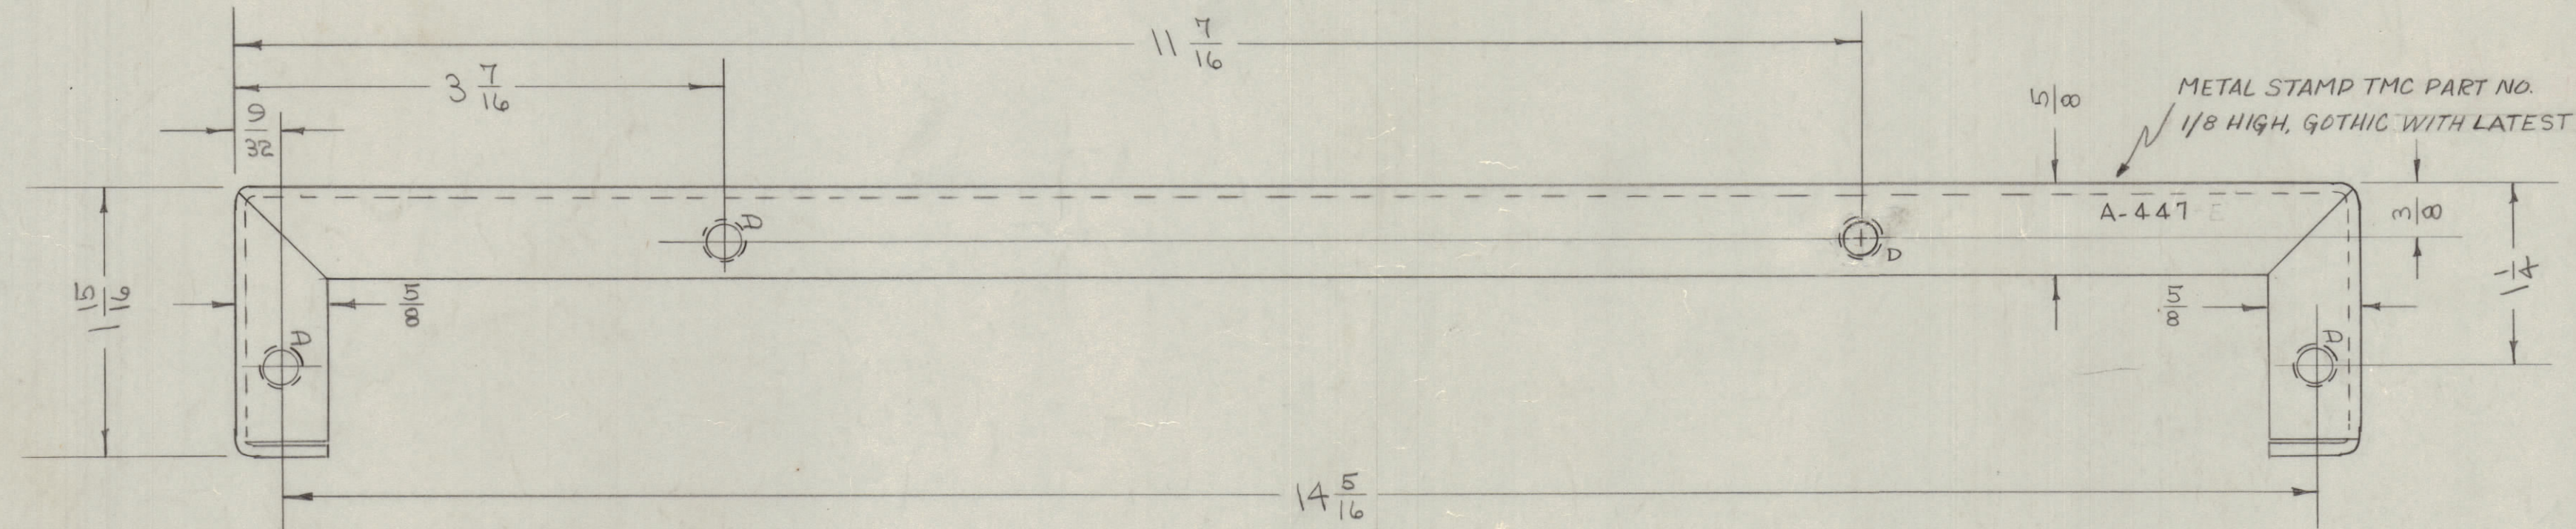 11 7/16
3 7/16
9/32
5/8
METAL STAMP TMC PART NO.
1/8 HIGH, GOTHIC WITH LATEST
A-447 E
3/8
1 1/4
A
D
1 15/16
5/8
5/8
A
A
14 5/16